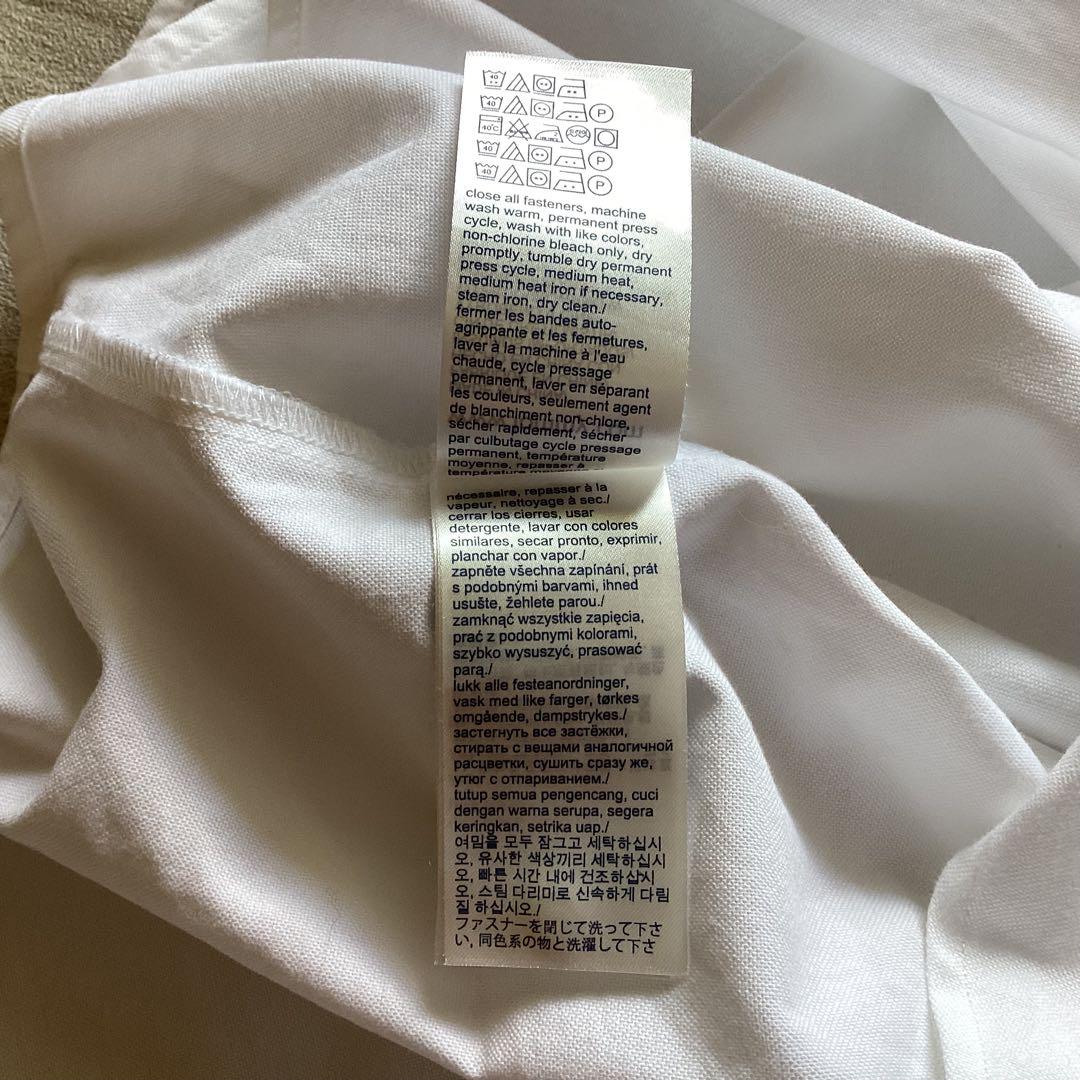 40
40 P
40℃ 2
40 P
40 P
close all fasteners, machine
wash warm, permanent press
cycle, wash with like colors,
non-chlorine bleach only, dry
promptly, tumble dry permanent
press cycle, medium heat,
medium heat iron if necessary,
steam iron, dry clean./
fermer les bandes auto-
agrippante et les fermetures,
laver à la machine à l'eau
chaude, cycle pressage
permanent, laver en séparant
les couleurs, seulement agent
de blanchiment non-chlore,
sécher rapidement, sécher
par culbutage cycle pressage
permanent, température
moyenne, repasser à
température moyenne
nécessaire, repasser à la
vapeur, nettoyage à sec./
cerrar los cierres, usar
detergente, lavar con colores
similares, secar pronto, exprimir,
planchar con vapor./
zapněte všechna zapínání, prát
s podobnými barvami, ihned
usušte, žehlete parou./
zamknąć wszystkie zapięcia,
prać z podobnymi kolorami,
szybko wysuszyć, prasować
parą./
lukk alle festeanordninger,
vask med like farger, tørkes
omgående, dampstrykes./
застегнуть все застёжки,
стирать с вещами аналогичной
расцветки, сушить сразу же,
утюг с отпариванием./
tutup semua pengencang, cuci
dengan warna serupa, segera
keringkan, setrika uap./
여밈을 모두 잠그고 세탁하십시
오, 유사한 색상끼리 세탁하십시
오, 빠른 시간 내에 건조하십시
오, 스팀 다리미로 신속하게 다림
질 하십시오./
ファスナーを閉じて洗って下さ
い, 同色系の物と洗濯して下さ